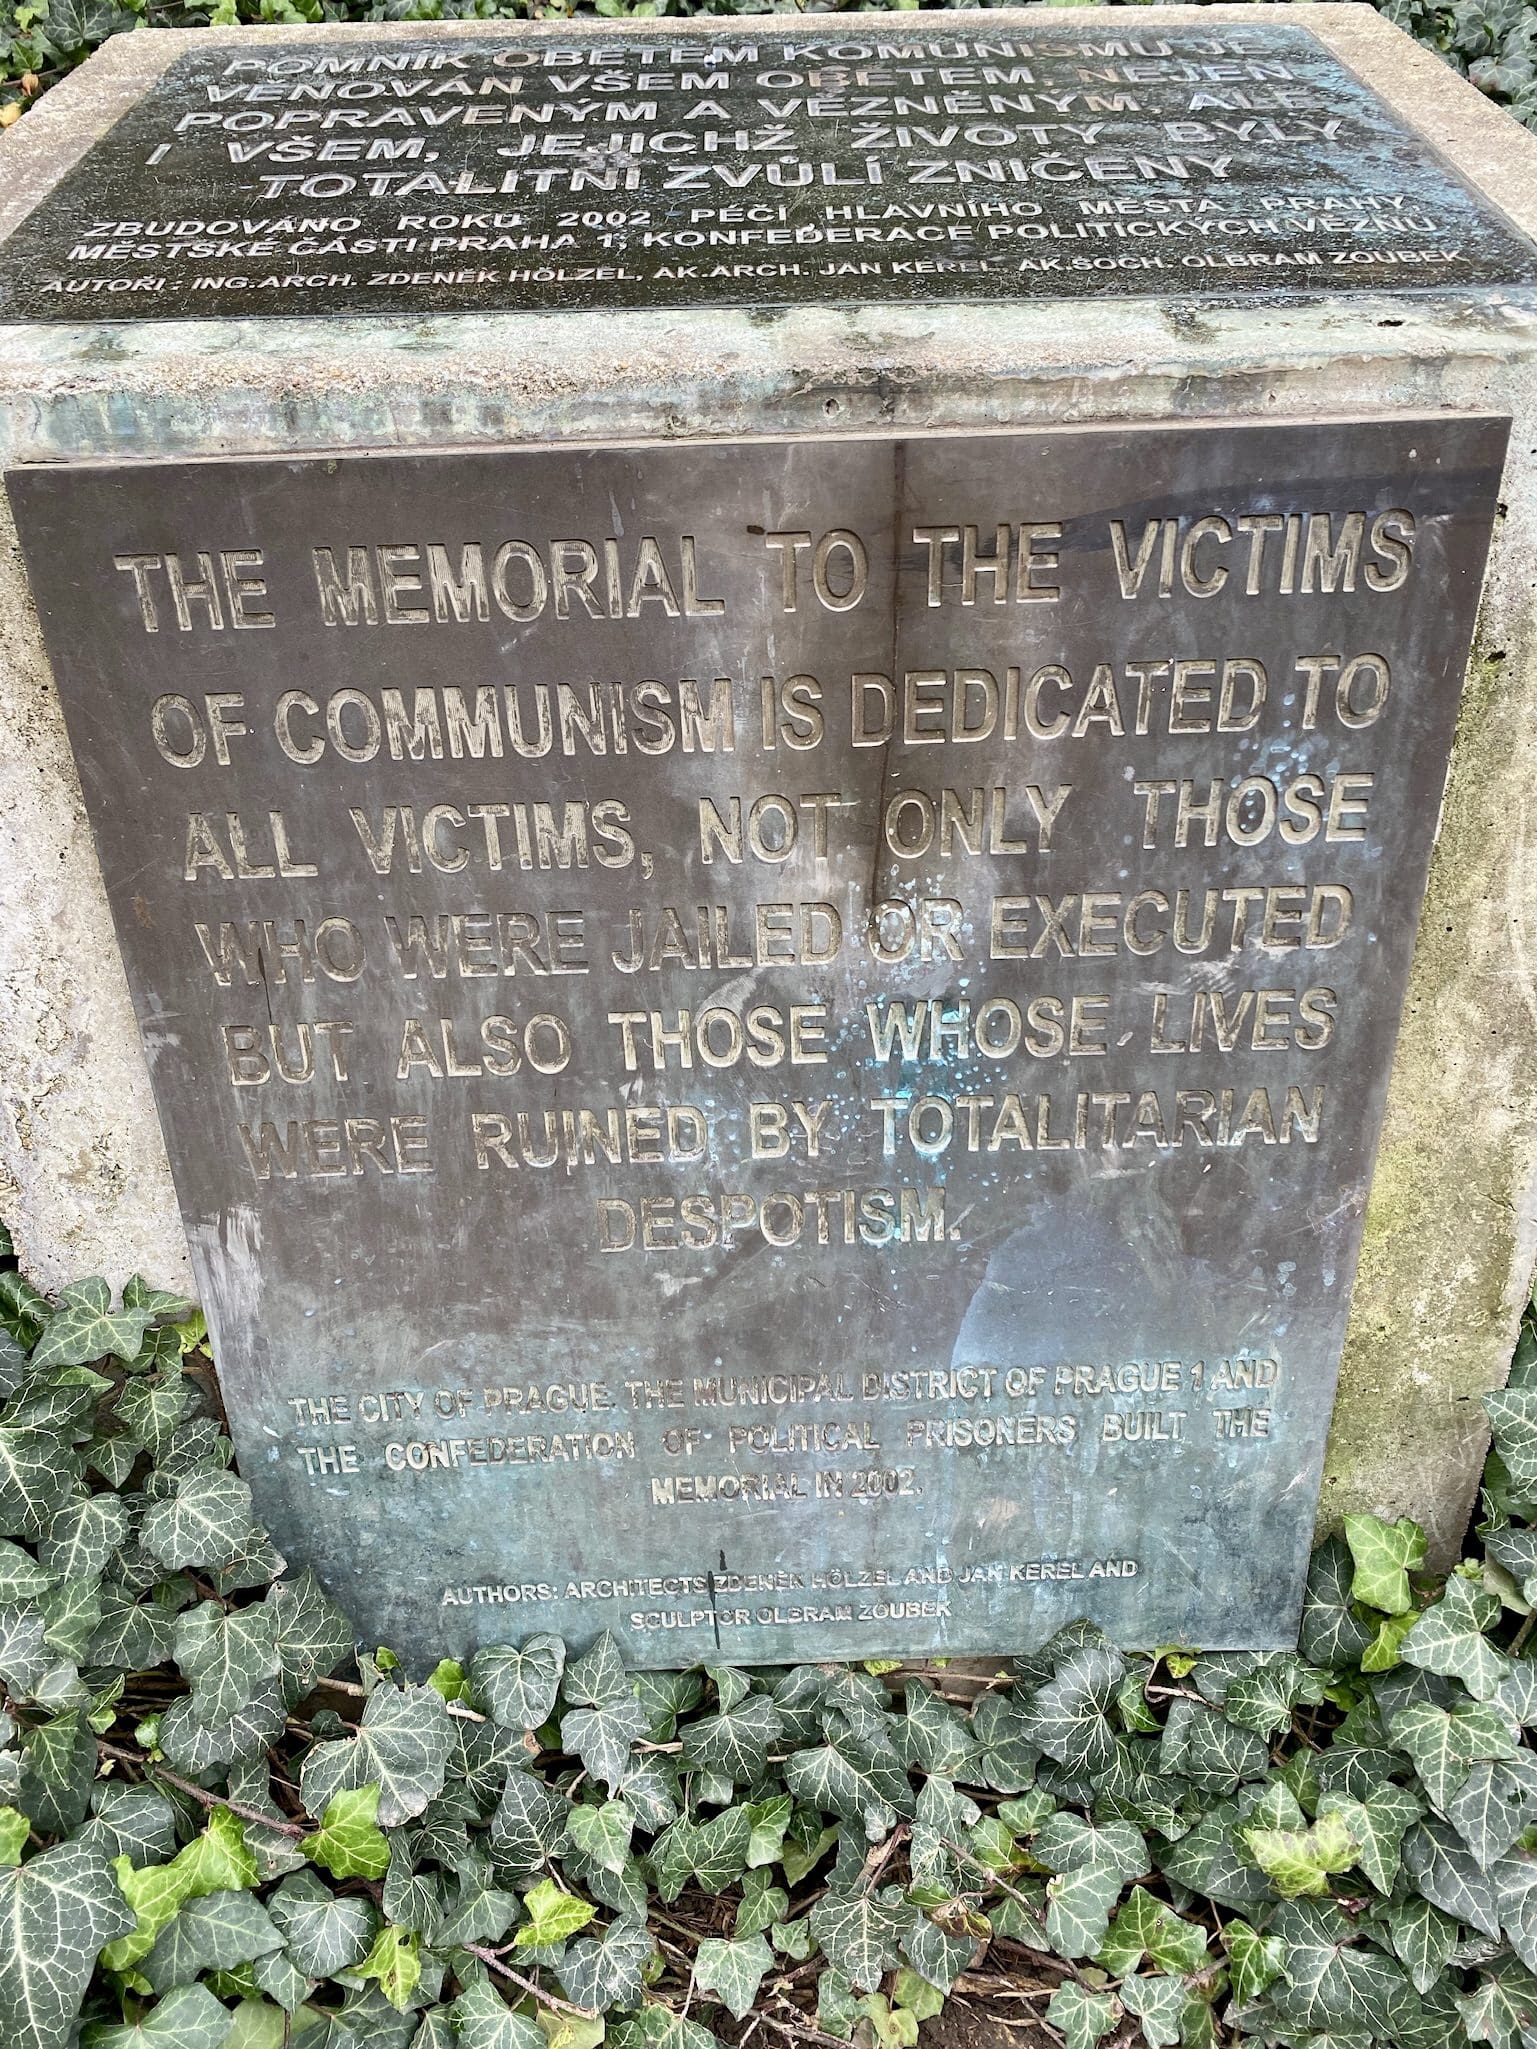 POMNÍK OBĚTEM KOMUNISMU JE
VĚNOVÁN VŠEM OBĚTEM, NEJEN
POPRAVENÝM A VĚZNĚNÝM, ALE
I VŠEM, JEJICHŽ ŽIVOTY BYLY
TOTALITNÍ ZVŮLÍ ZNIČENY
ZBUDOVÁNO ROKU 2002 PÉČÍ HLAVNÍHO MĚSTA PRAHY
MĚSTSKÉ ČÁSTI PRAHA 1, KONFEDERACE POLITICKÝCH VĚZŇŮ
AUTOŘI : ING.ARCH. ZDENĚK HÖLZEL, AK.ARCH. JAN KEREL AK.SOCH. OLBRAM ZOUBEK
THE MEMORIAL TO THE VICTIMS
OF COMMUNISM IS DEDICATED TO
ALL VICTIMS, NOT ONLY THOSE
WHO WERE JAILED OR EXECUTED
BUT ALSO THOSE WHOSE LIVES
WERE RUINED BY TOTALITARIAN
DESPOTISM.
THE CITY OF PRAGUE. THE MUNICIPAL DISTRICT OF PRAGUE 1 AND
THE CONFEDERATION OF POLITICAL PRISONERS BUILT THE
MEMORIAL IN 2002.
AUTHORS: ARCHITECTS ZDENĚK HÖLZEL AND JAN KEREL AND
SCULPTOR OLBRAM ZOUBEK